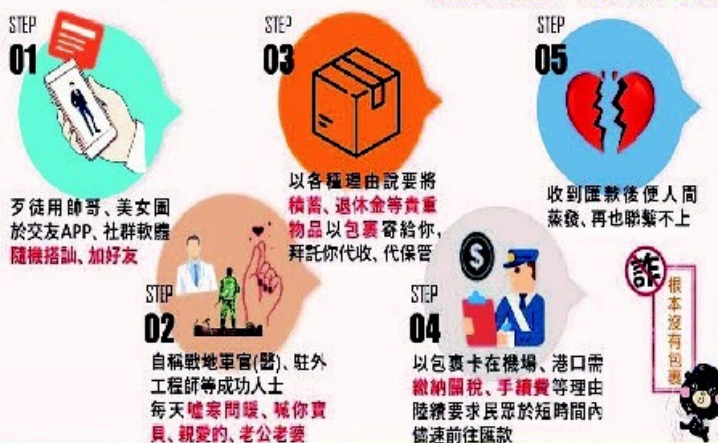 STEP
01
歹徒用帥哥、美女圖
於交友APP、社群軟體
隨機搭訕、加好友
STEP
02
自稱戰地軍官(醫)、駐外
工程師等成功人士
每天噓寒問暖、喊你寶
貝、親愛的、老公老婆
STEP
03
以各種理由說要將
積蓄、退休金等貴重
物品以包裹寄給你,
拜託你代收、代保管
STEP
04
以包裹卡在機場、港口需
繳納關稅、手續費等理由
陸續要求民眾於短時間內
儘速前往匯款
STEP
05
收到匯款後便人間
蒸發、再也聯繫不上
詐
根本沒有包裹